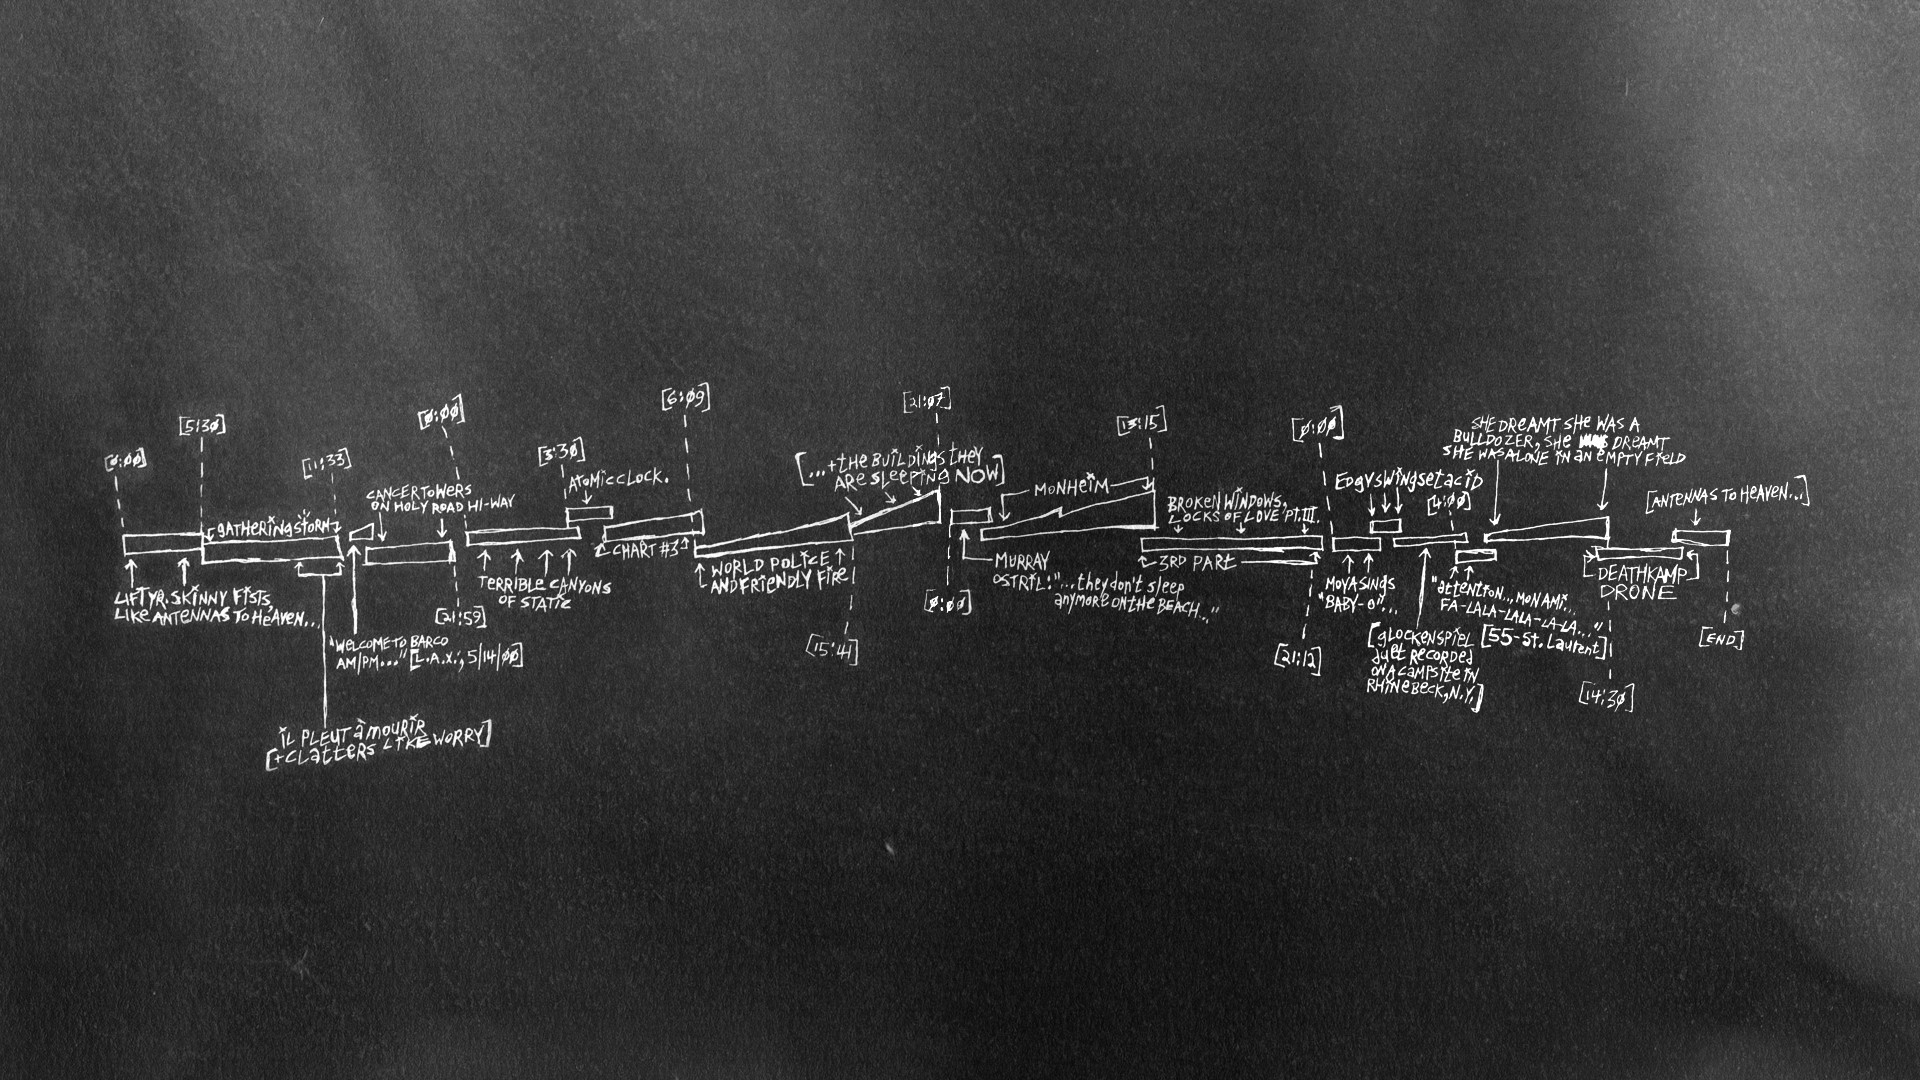 [0:00]
[5:30]
[11:33]
[0:00]
[3:30]
[6:09]
[21:07]
[13:15]
[0:00]
GATHERING STORM
LIFT YR. SKINNY FISTS,
LIKE ANTENNAS TO HEAVEN...
CANCER TOWERS
ON HOLY ROAD HI-WAY
[21:59]
"WELCOME TO BARCO
AM/PM..." [L.A.X., 5/14/00]
IL PLEUT À MOURIR
[+CLATTERS LIKE WORRY]
TERRIBLE CANYONS
OF STATIC
ATOMIC CLOCK.
CHART #3
WORLD POLICE
AND FRIENDLY FIRE
[...+THE BUILDINGS THEY
ARE SLEEPING NOW]
[15:41]
[0:00]
MONHEIM
MURRAY
OSTRIL: "...they don't sleep
anymore on the BEACH..."
BROKEN WINDOWS,
LOCKS OF LOVE PT. III.
3RD PART
[21:12]
MOYA SINGS
"BABY-O"...
EDGYSWINGSETACID
[4:00]
[GLOCKENSPIEL
duet RECORDED
ON A CAMPSITE IN
RHINEBECK, N.Y.]
"ATTENTION...MON AMI...
FA-LALA-LALA-LA-LA..."
[55-St. Laurent]
SHE DREAMT SHE WAS A
BULLDOZER, SHE DREAMT
SHE WAS ALONE IN AN EMPTY FIELD
DEATHKAMP
DRONE
[14:30]
[ANTENNAS TO HEAVEN...]
[END]